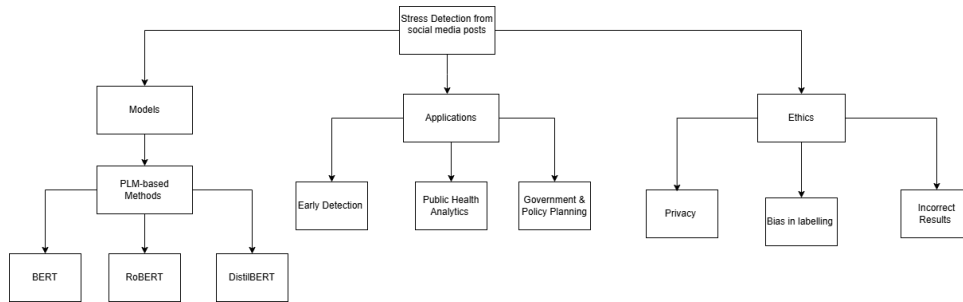 Stress Detection from
social media posts
Models
Applications
Ethics
PLM-based
Methods
Early Detection
Public Health
Analytics
Government &
Policy Planning
Privacy
Bias in labelling
Incorrect
Results
BERT
RoBERT
DistilBERT